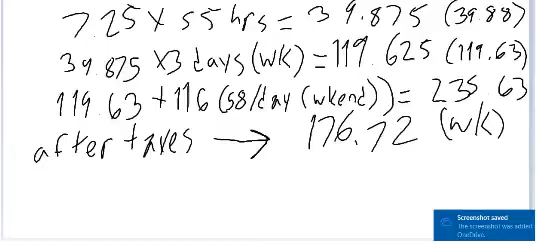 7.25 x 5.5 hrs = 39.875 (39.88)
39.875 x3 days (wk) = 119.625 (119.63)
119.63 + 116 (58/day (wkend)) = 235.63
after taxes → 176.72 (wk)
Screenshot saved
The screenshot was added
OneDrive.